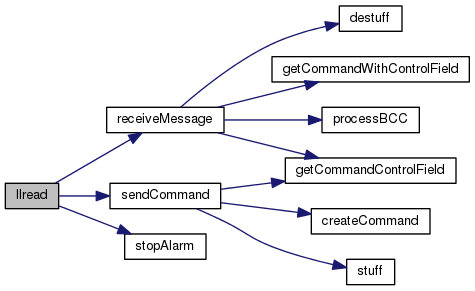 llread
receiveMessage
sendCommand
stopAlarm
destuff
getCommandWithControlField
processBCC
getCommandControlField
createCommand
stuff